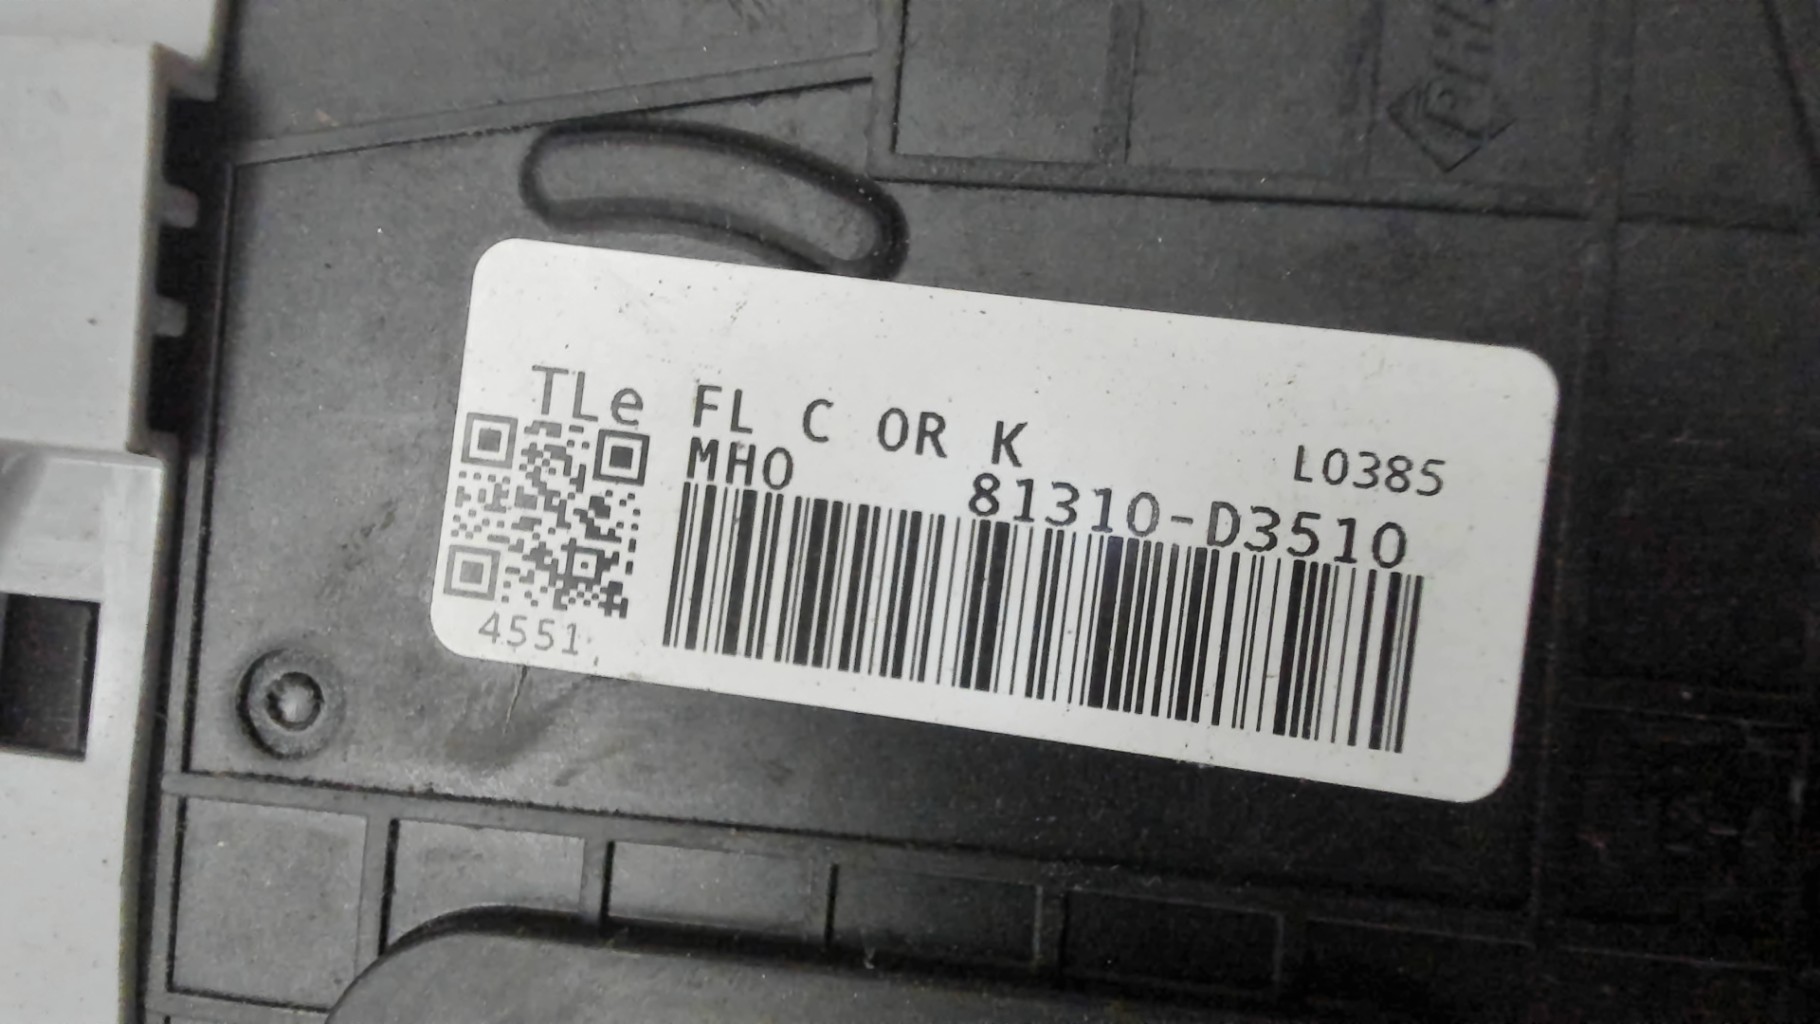 TLe FL C OR K
L0385
MHO 81310-D3510
4551